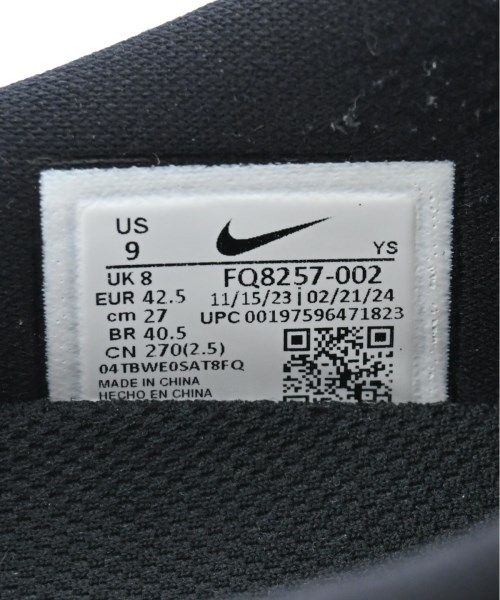 US
9
YS
UK 8
FQ8257-002
EUR 42.5
11/15/23 | 02/21/24
cm 27
UPC 00197596471823
BR 40.5
CN 270(2.5)
04TBWE0SAT8FQ
MADE IN CHINA
HECHO EN CHINA